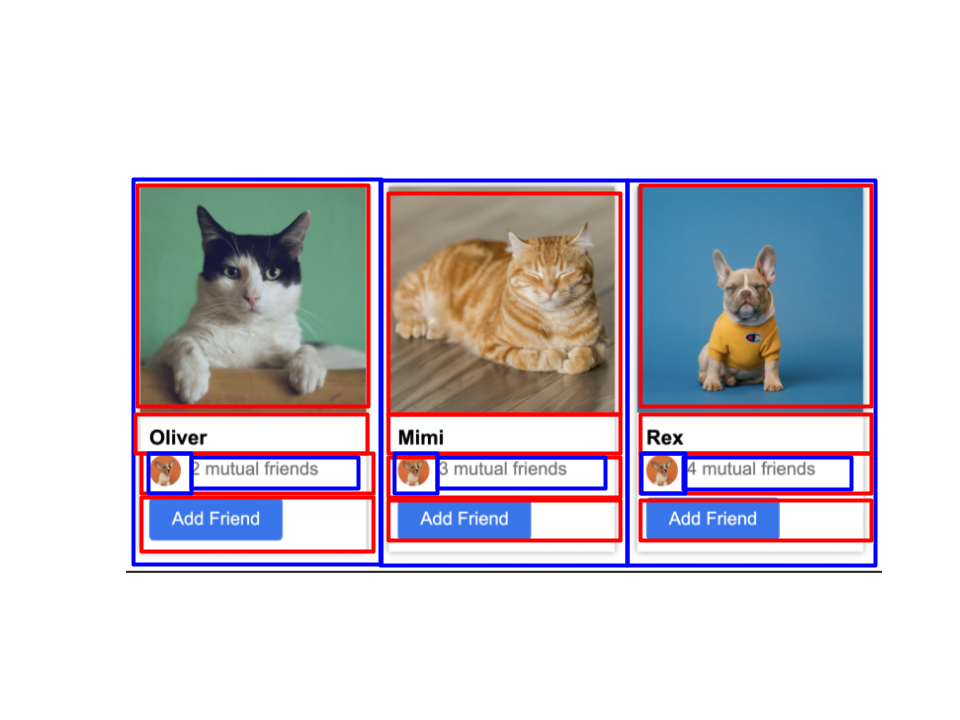 Oliver
2 mutual friends
Add Friend
Mimi
3 mutual friends
Add Friend
Rex
4 mutual friends
Add Friend